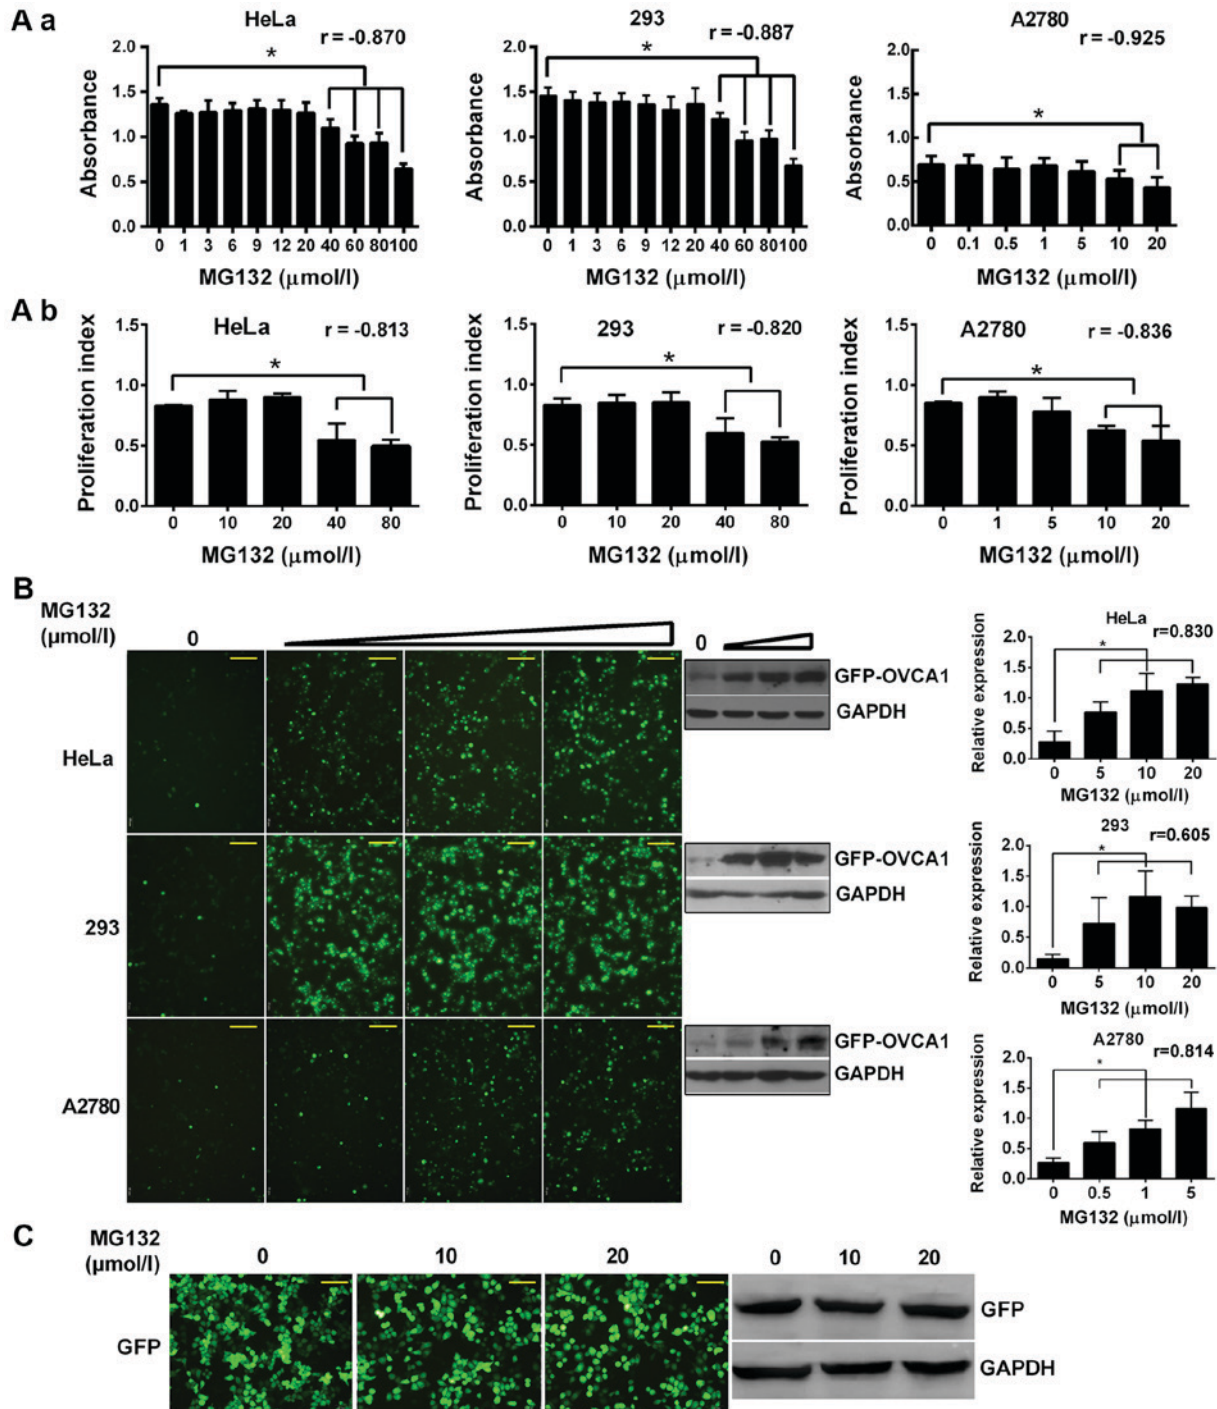 A a
HeLa
r = -0.870
*
Absorbance
2.0
1.5
1.0
0.5
0.0
0 1 3 6 9 12 20 40 60 80 100
MG132 (μmol/l)
293
r = -0.887
*
Absorbance
2.0
1.5
1.0
0.5
0.0
0 1 3 6 9 12 20 40 60 80 100
MG132 (μmol/l)
A2780
r = -0.925
*
Absorbance
2.0
1.5
1.0
0.5
0.0
0 0.1 0.5 1 5 10 20
MG132 (μmol/l)
A b
HeLa
r = -0.813
*
Proliferation index
1.5
1.0
0.5
0.0
0 10 20 40 80
MG132 (μmol/l)
293
r = -0.820
*
Proliferation index
1.5
1.0
0.5
0.0
0 10 20 40 80
MG132 (μmol/l)
A2780
r = -0.836
*
Proliferation index
1.5
1.0
0.5
0.0
0 1 5 10 20
MG132 (μmol/l)
B
MG132
(μmol/l)
0
0
HeLa
GFP-OVCA1
GAPDH
293
GFP-OVCA1
GAPDH
A2780
GFP-OVCA1
GAPDH
HeLa
r=0.830
*
Relative expression
2.0
1.5
1.0
0.5
0.0
0 5 10 20
MG132 (μmol/l)
293
r=0.605
*
Relative expression
2.0
1.5
1.0
0.5
0.0
0 5 10 20
MG132 (μmol/l)
A2780
r=0.814
*
Relative expression
2.0
1.5
1.0
0.5
0.0
0 0.5 1 5
MG132 (μmol/l)
C
MG132
(μmol/l)
0 10 20
0 10 20
GFP
GFP
GAPDH